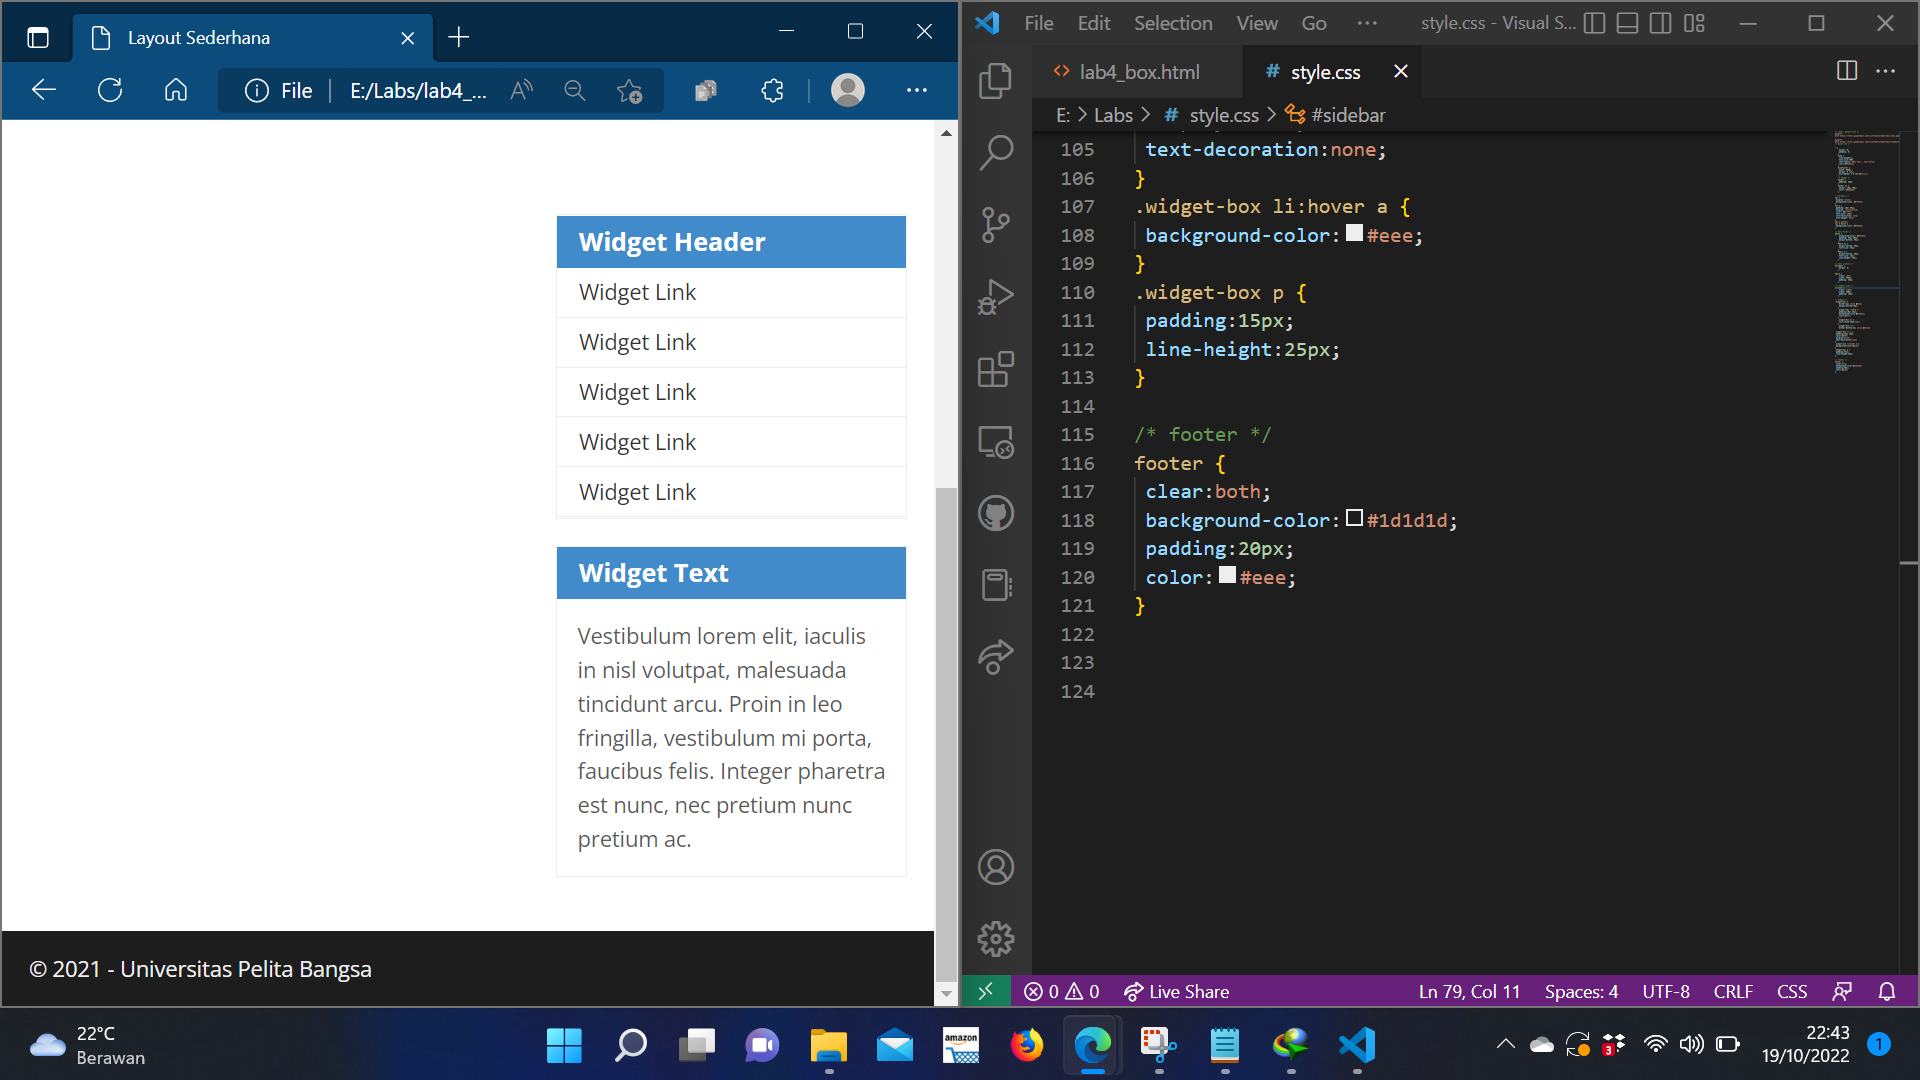 Layout Sederhana
File
E:/Labs/lab4_...
Widget Header
Widget Link
Widget Link
Widget Link
Widget Link
Widget Link
Widget Text
Vestibulum lorem elit, iaculis
in nisl volutpat, malesuada
tincidunt arcu. Proin in leo
fringilla, vestibulum mi porta,
faucibus felis. Integer pharetra
est nunc, nec pretium nunc
pretium ac.
© 2021 - Universitas Pelita Bangsa
File Edit Selection View Go ··· style.css - Visual S...
<> lab4_box.html
# style.css
E: > Labs > # style.css > #sidebar
105 text-decoration:none;
106 }
107 .widget-box li:hover a {
108 background-color:#eee;
109 }
110 .widget-box p {
111 padding:15px;
112 line-height:25px;
113 }
114
115 /* footer */
116 footer {
117 clear:both;
118 background-color:#1d1d1d;
119 padding:20px;
120 color:#eee;
121 }
122
123
124
0 0 Live Share Ln 79, Col 11 Spaces: 4 UTF-8 CRLF CSS
22°C
Berawan
amazon
3
22:43
19/10/2022
1